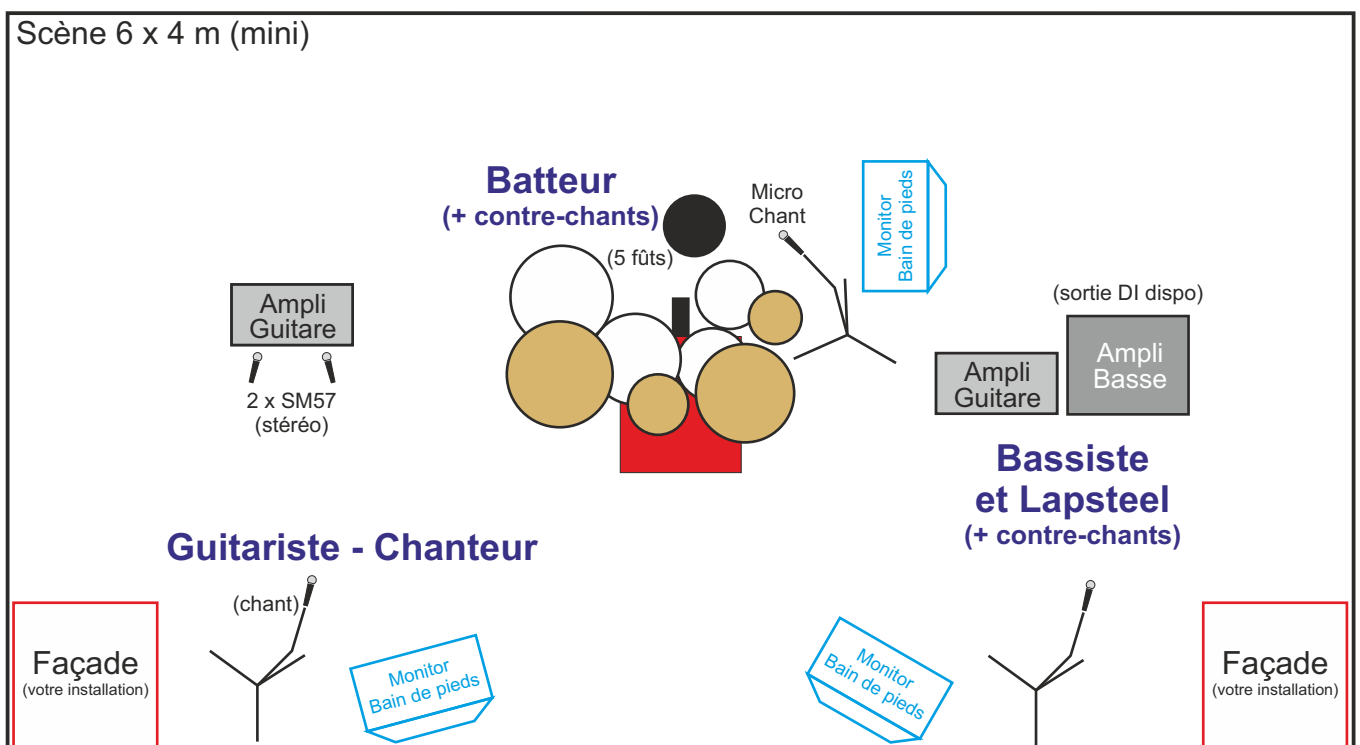 Scène 6 x 4 m (mini)
Batteur
(+ contre-chants)
(5 fûts)
Micro
Chant
Monitor
Bain de pieds
Ampli
Guitare
2 x SM57
(stéréo)
(sortie DI dispo)
Ampli
Guitare
Ampli
Basse
Bassiste
et Lapsteel
(+ contre-chants)
Guitariste - Chanteur
(chant)
Façade
(votre installation)
Monitor
Bain de pieds
Monitor
Bain de pieds
Façade
(votre installation)